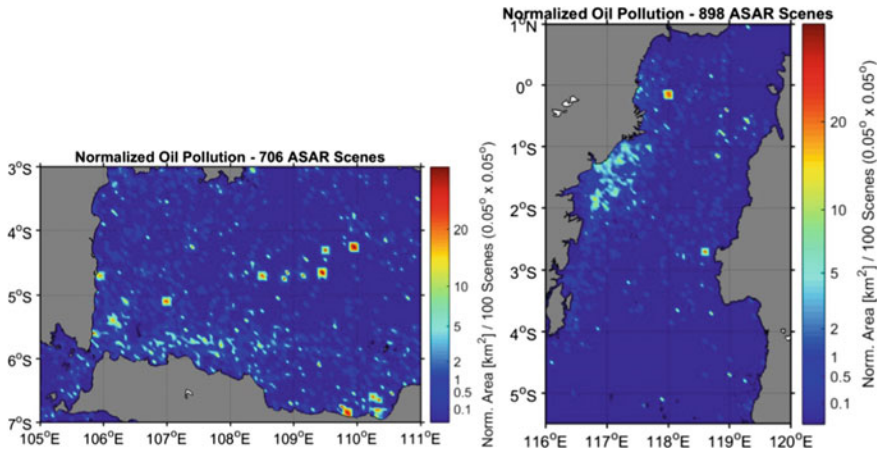 Normalized Oil Pollution - 706 ASAR Scenes
3°S
4°S
5°S
6°S
7°S
105°E
106°E
107°E
108°E
109°E
110°E
111°E
20
10
5
2
1
0.5
0.1
Norm. Area [km²] / 100 Scenes (0.05° x 0.05°)
Normalized Oil Pollution - 898 ASAR Scenes
1°N
0°
1°S
2°S
3°S
4°S
5°S
116°E
117°E
118°E
119°E
120°E
20
10
5
2
1
0.5
0.1
Norm. Area [km²] / 100 Scenes (0.05° x 0.05°)